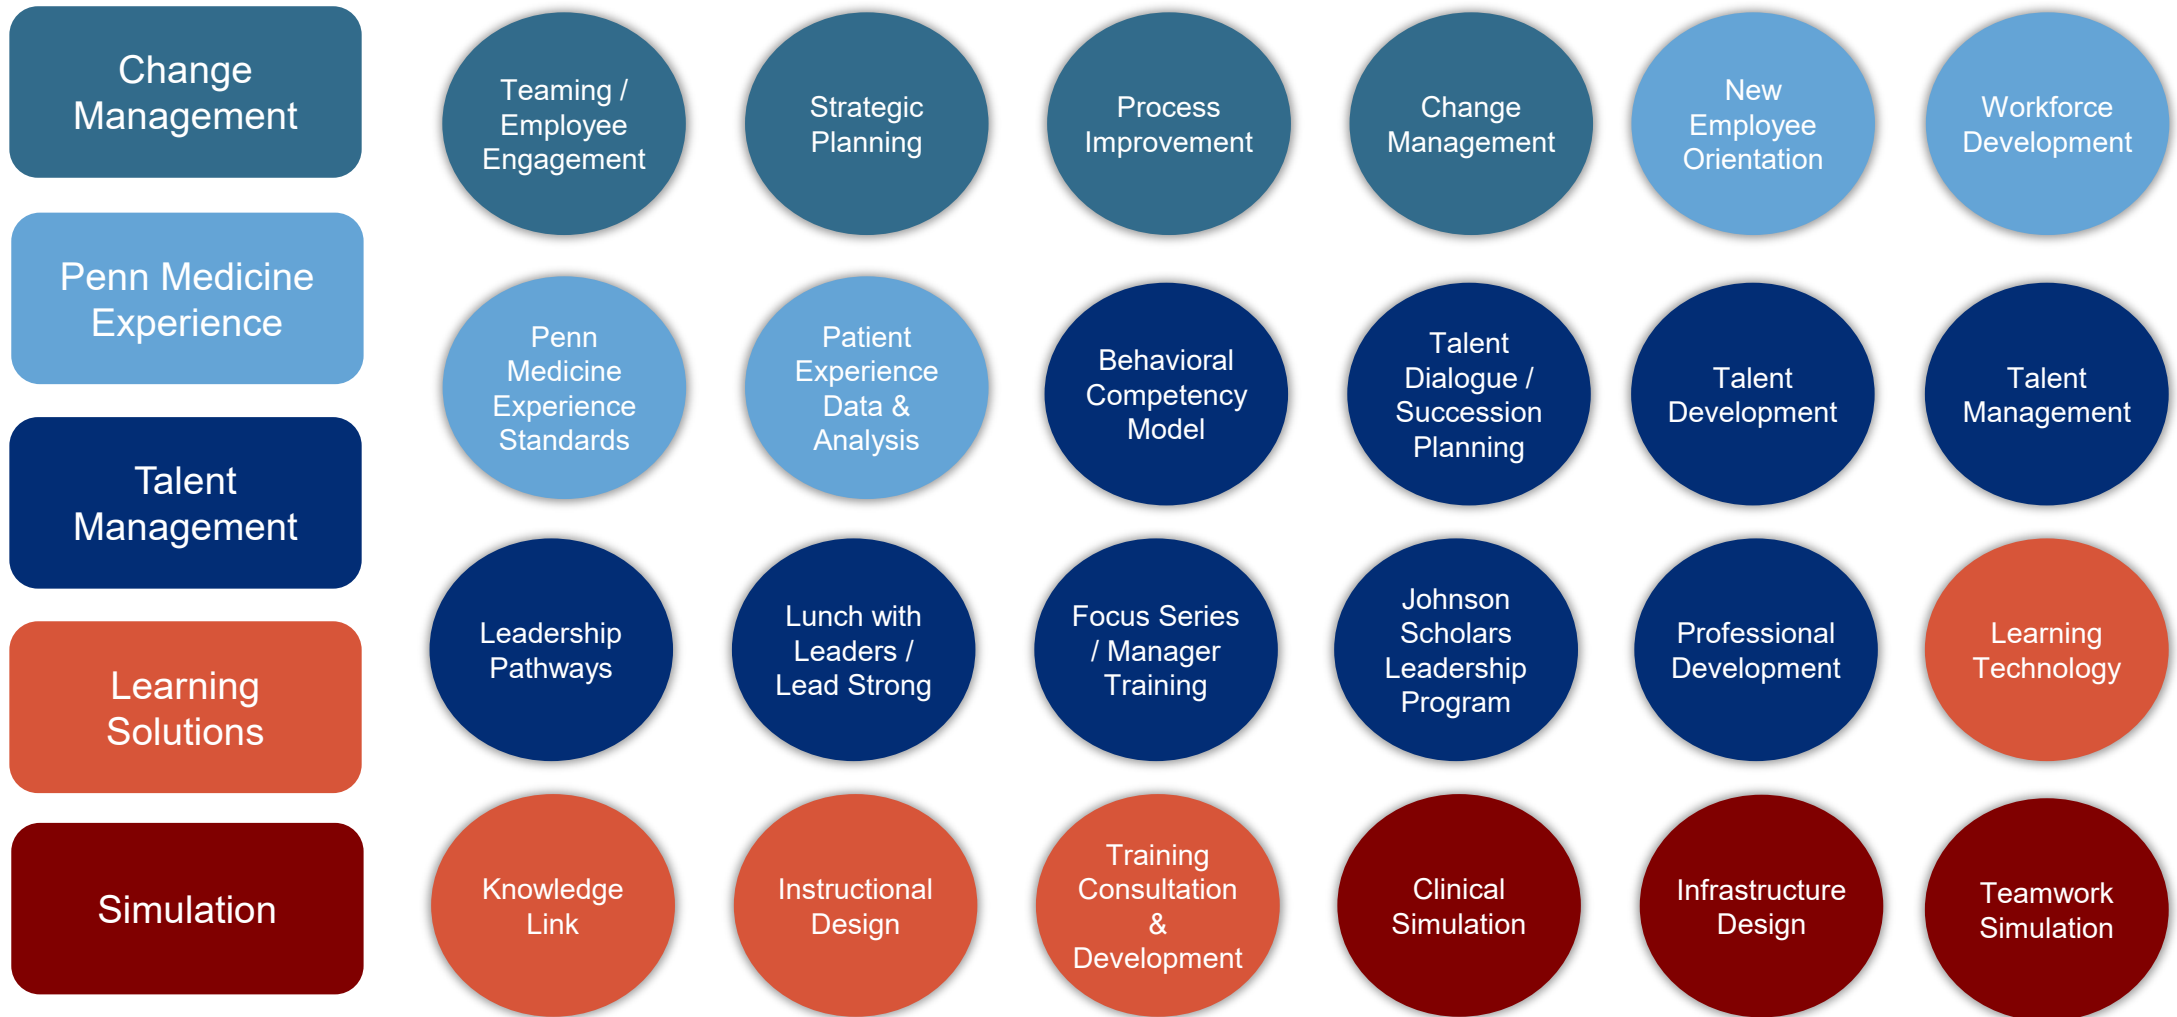 Change
Management
Teaming /
Employee
Engagement
Strategic
Planning
Process
Improvement
Change
Management
New
Employee
Orientation
Workforce
Development
Penn Medicine
Experience
Penn
Medicine
Experience
Standards
Patient
Experience
Data &
Analysis
Behavioral
Competency
Model
Talent
Dialogue /
Succession
Planning
Talent
Development
Talent
Management
Talent
Management
Leadership
Pathways
Lunch with
Leaders /
Lead Strong
Focus Series
/ Manager
Training
Johnson
Scholars
Leadership
Program
Professional
Development
Learning
Technology
Learning
Solutions
Knowledge
Link
Instructional
Design
Training
Consultation
&
Development
Clinical
Simulation
Infrastructure
Design
Teamwork
Simulation
Simulation